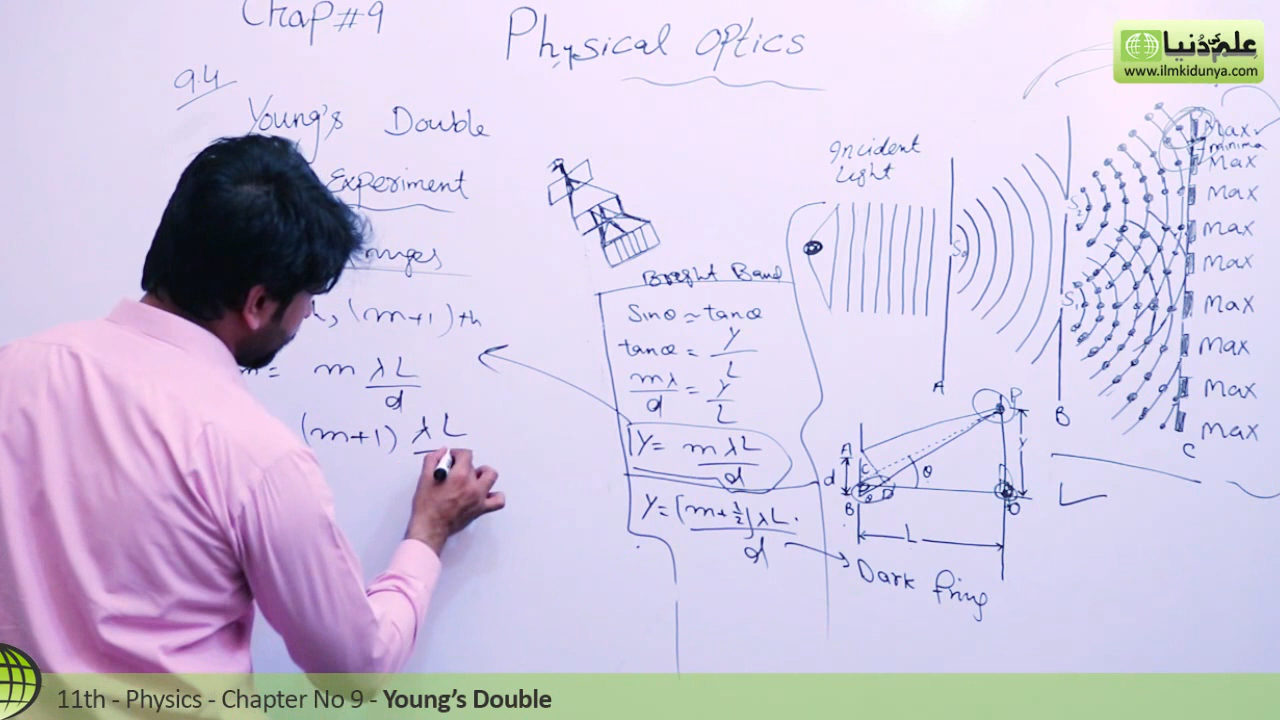 Chap#9
Physical optics
علم کی دُنیا
www.ilmkidunya.com
9.4
Young's Double
Experiment
nges
, (m+1)th
= m λL/d
(m+1) λL
Bright Band
Sinθ ≈ tanθ
tanθ = Y/L
mλ/d = Y/L
Y = mλL/d
Y = (m+1/2)λL/d
Dark fring
Incident
Light
S₀
A
S₂
S₁
B
C
Max
minima
Max
Max
Max
Max
Max
Max
Max
Max
P
A
C
d
θ
Y
B
D
O
L
11th - Physics - Chapter No 9 - Young's Double